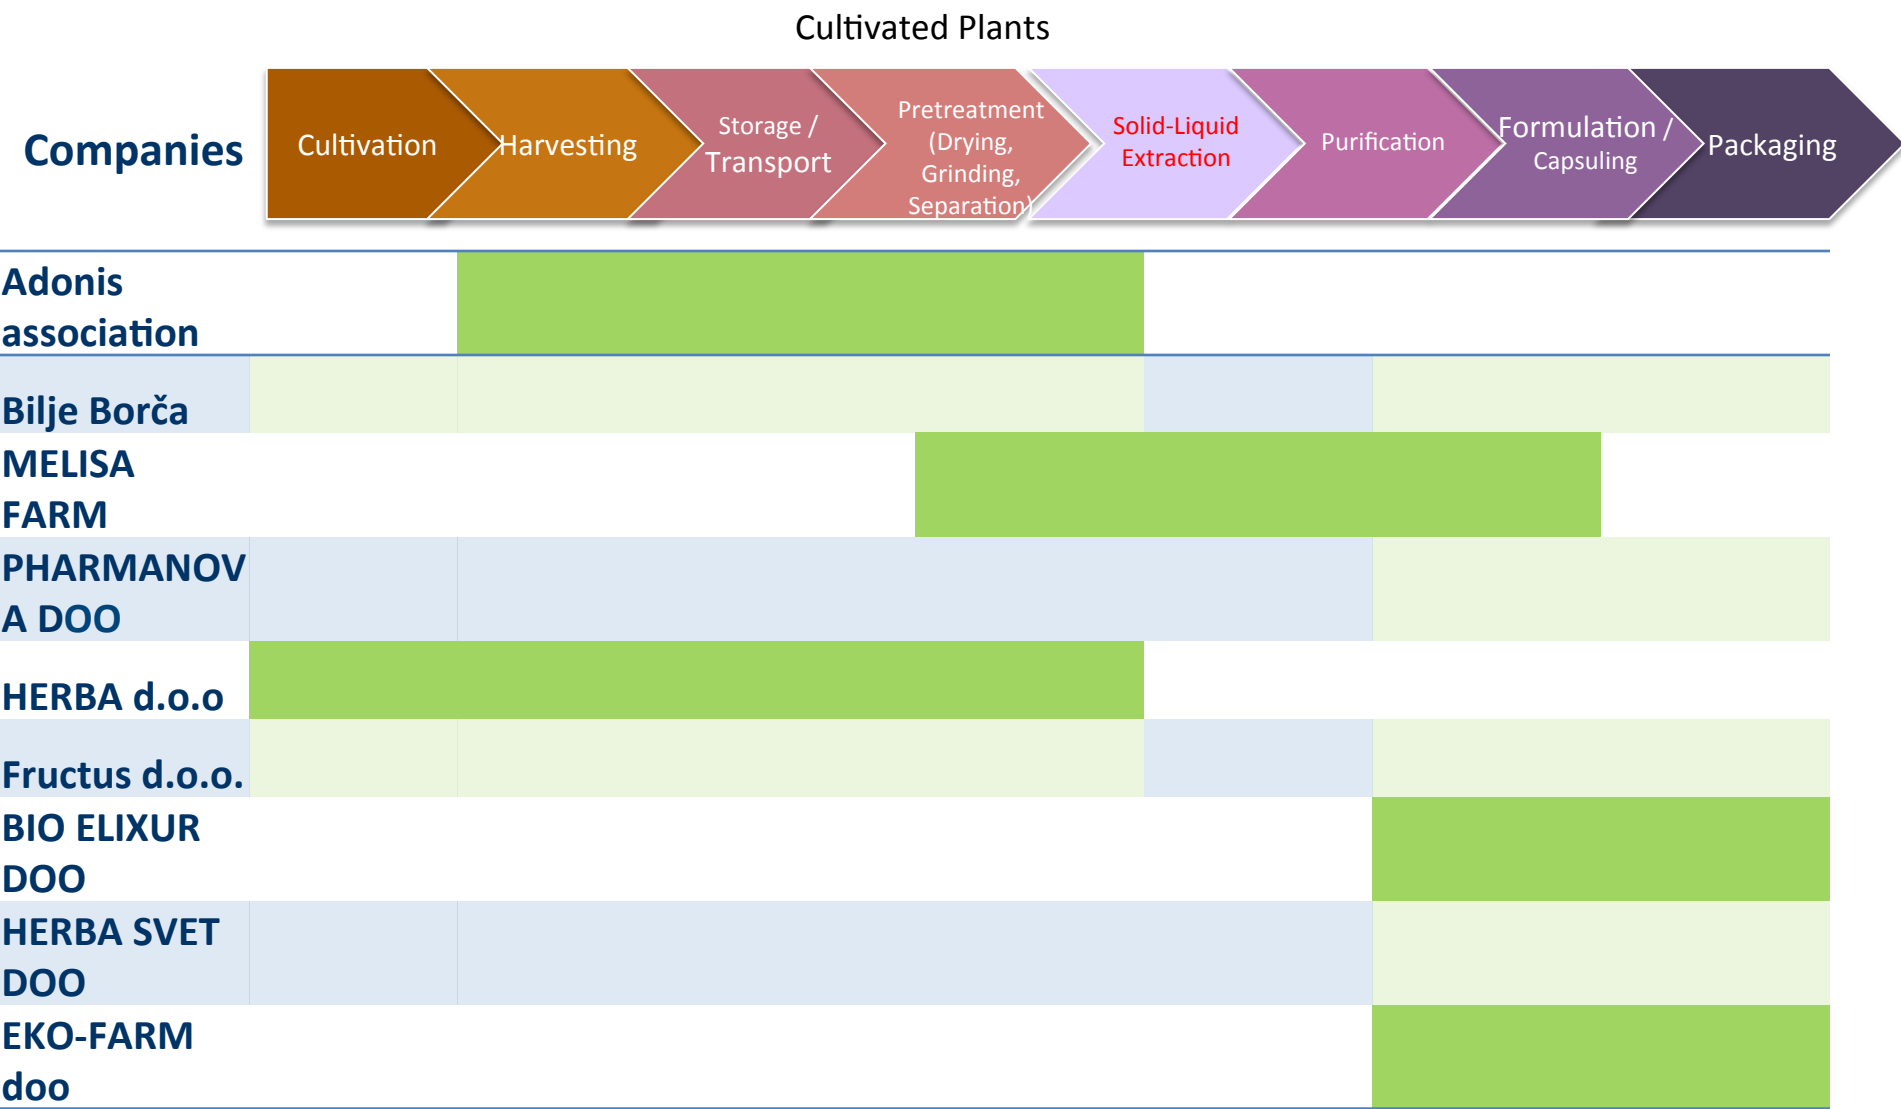 Cultivated Plants
Companies
Cultivation
Harvesting
Storage /
Transport
Pretreatment
(Drying,
Grinding,
Separation)
Solid-Liquid
Extraction
Purification
Formulation /
Capsuling
Packaging
Adonis
association
Bilje Borča
MELISA
FARM
PHARMANOV
A DOO
HERBA d.o.o
Fructus d.o.o.
BIO ELIXUR
DOO
HERBA SVET
DOO
EKO-FARM
doo